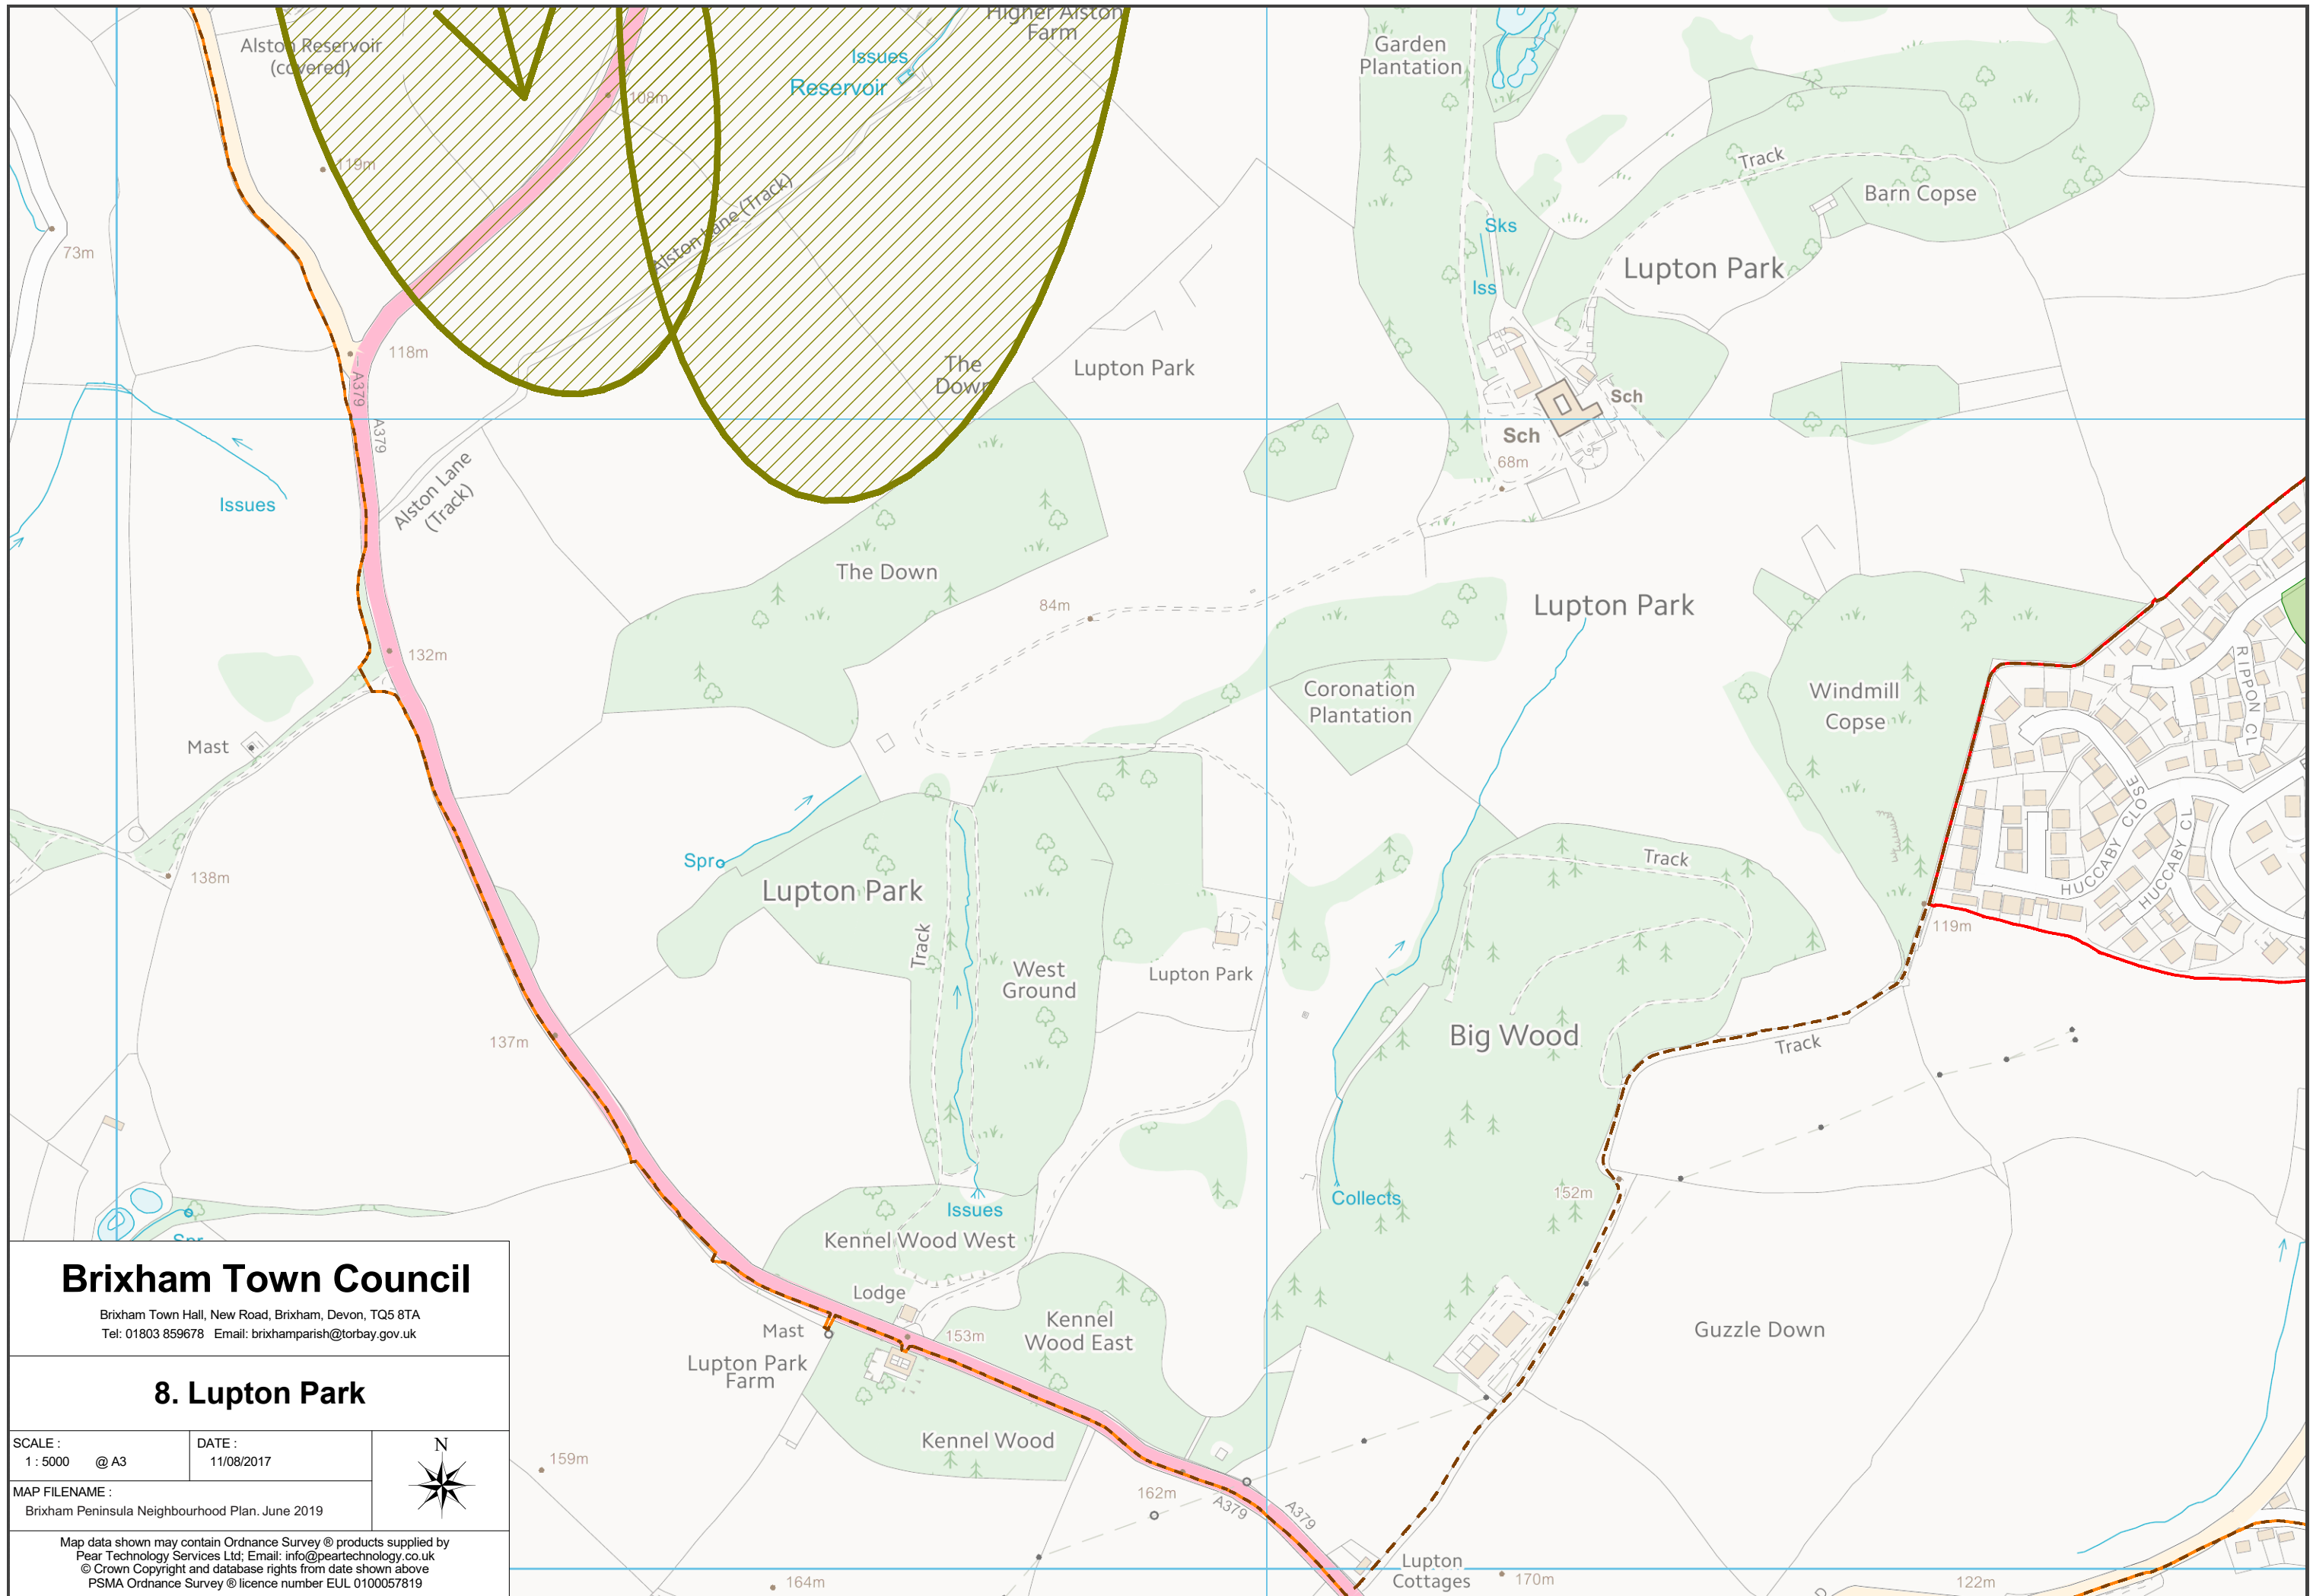 Higher Alston
Farm
Alston Reservoir
(covered)
Issues
Reservoir
108m
Garden
Plantation
119m
Track
Barn Copse
Alston Lane (Track)
73m
Sks
Lupton Park
Iss
118m
The
Down
Lupton Park
A379
A379
Sch
Sch
68m
Alston Lane
(Track)
Issues
The Down
84m
Lupton Park
132m
Coronation
Plantation
Windmill
Copse
RIPPON CL
Mast
HUCCABY CLOSE
HUCCABY CL
Spr
138m
Lupton Park
Track
Track
119m
West
Ground
Lupton Park
Big Wood
Track
137m
152m
Collects
Issues
Spr
Kennel Wood West
Lodge
Mast
153m
Kennel
Wood East
Guzzle Down
Lupton Park
Farm
Kennel Wood
159m
162m
A379
A379
Lupton
Cottages
170m
164m
122m
Brixham Town Council
Brixham Town Hall, New Road, Brixham, Devon, TQ5 8TA
Tel: 01803 859678 Email: brixhamparish@torbay.gov.uk
8. Lupton Park
SCALE :
1 : 5000 @ A3
DATE :
11/08/2017
N
MAP FILENAME :
Brixham Peninsula Neighbourhood Plan. June 2019
Map data shown may contain Ordnance Survey ® products supplied by
Pear Technology Services Ltd; Email: info@peartechnology.co.uk
© Crown Copyright and database rights from date shown above
PSMA Ordnance Survey ® licence number EUL 0100057819